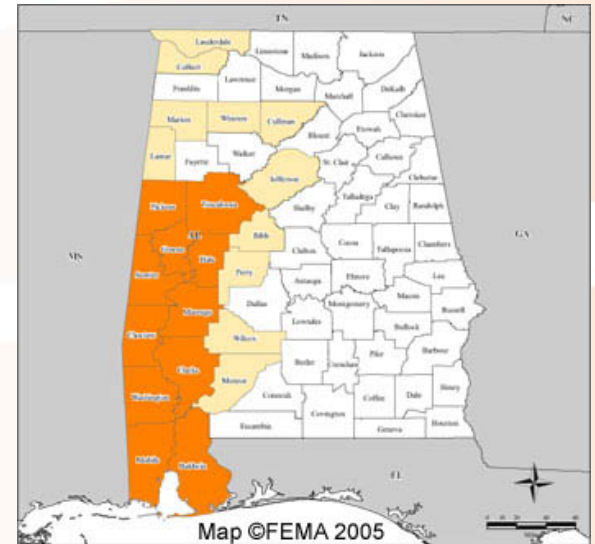 TN
NC
Lauderdale
Limestone
Madison
Jackson
Colbert
Lawrence
Franklin
Morgan
Marshall
DeKalb
Marion
Winston
Cullman
Cherokee
Blount
Etowah
Lamar
Fayette
Walker
St. Clair
Calhoun
Jefferson
Cleburne
Pickens
Tuscaloosa
Shelby
Talladega
Clay
Randolph
AL
MS
GA
Greene
Hale
Bibb
Chilton
Coosa
Tallapoosa
Chambers
Sumter
Perry
Autauga
Elmore
Lee
Marengo
Dallas
Montgomery
Macon
Russell
Choctaw
Lowndes
Bullock
Wilcox
Clarke
Butler
Crenshaw
Pike
Barbour
Monroe
Washington
Conecuh
Coffee
Dale
Henry
Covington
Escambia
Geneva
Houston
Mobile
Baldwin
FL
Map ©FEMA 2005